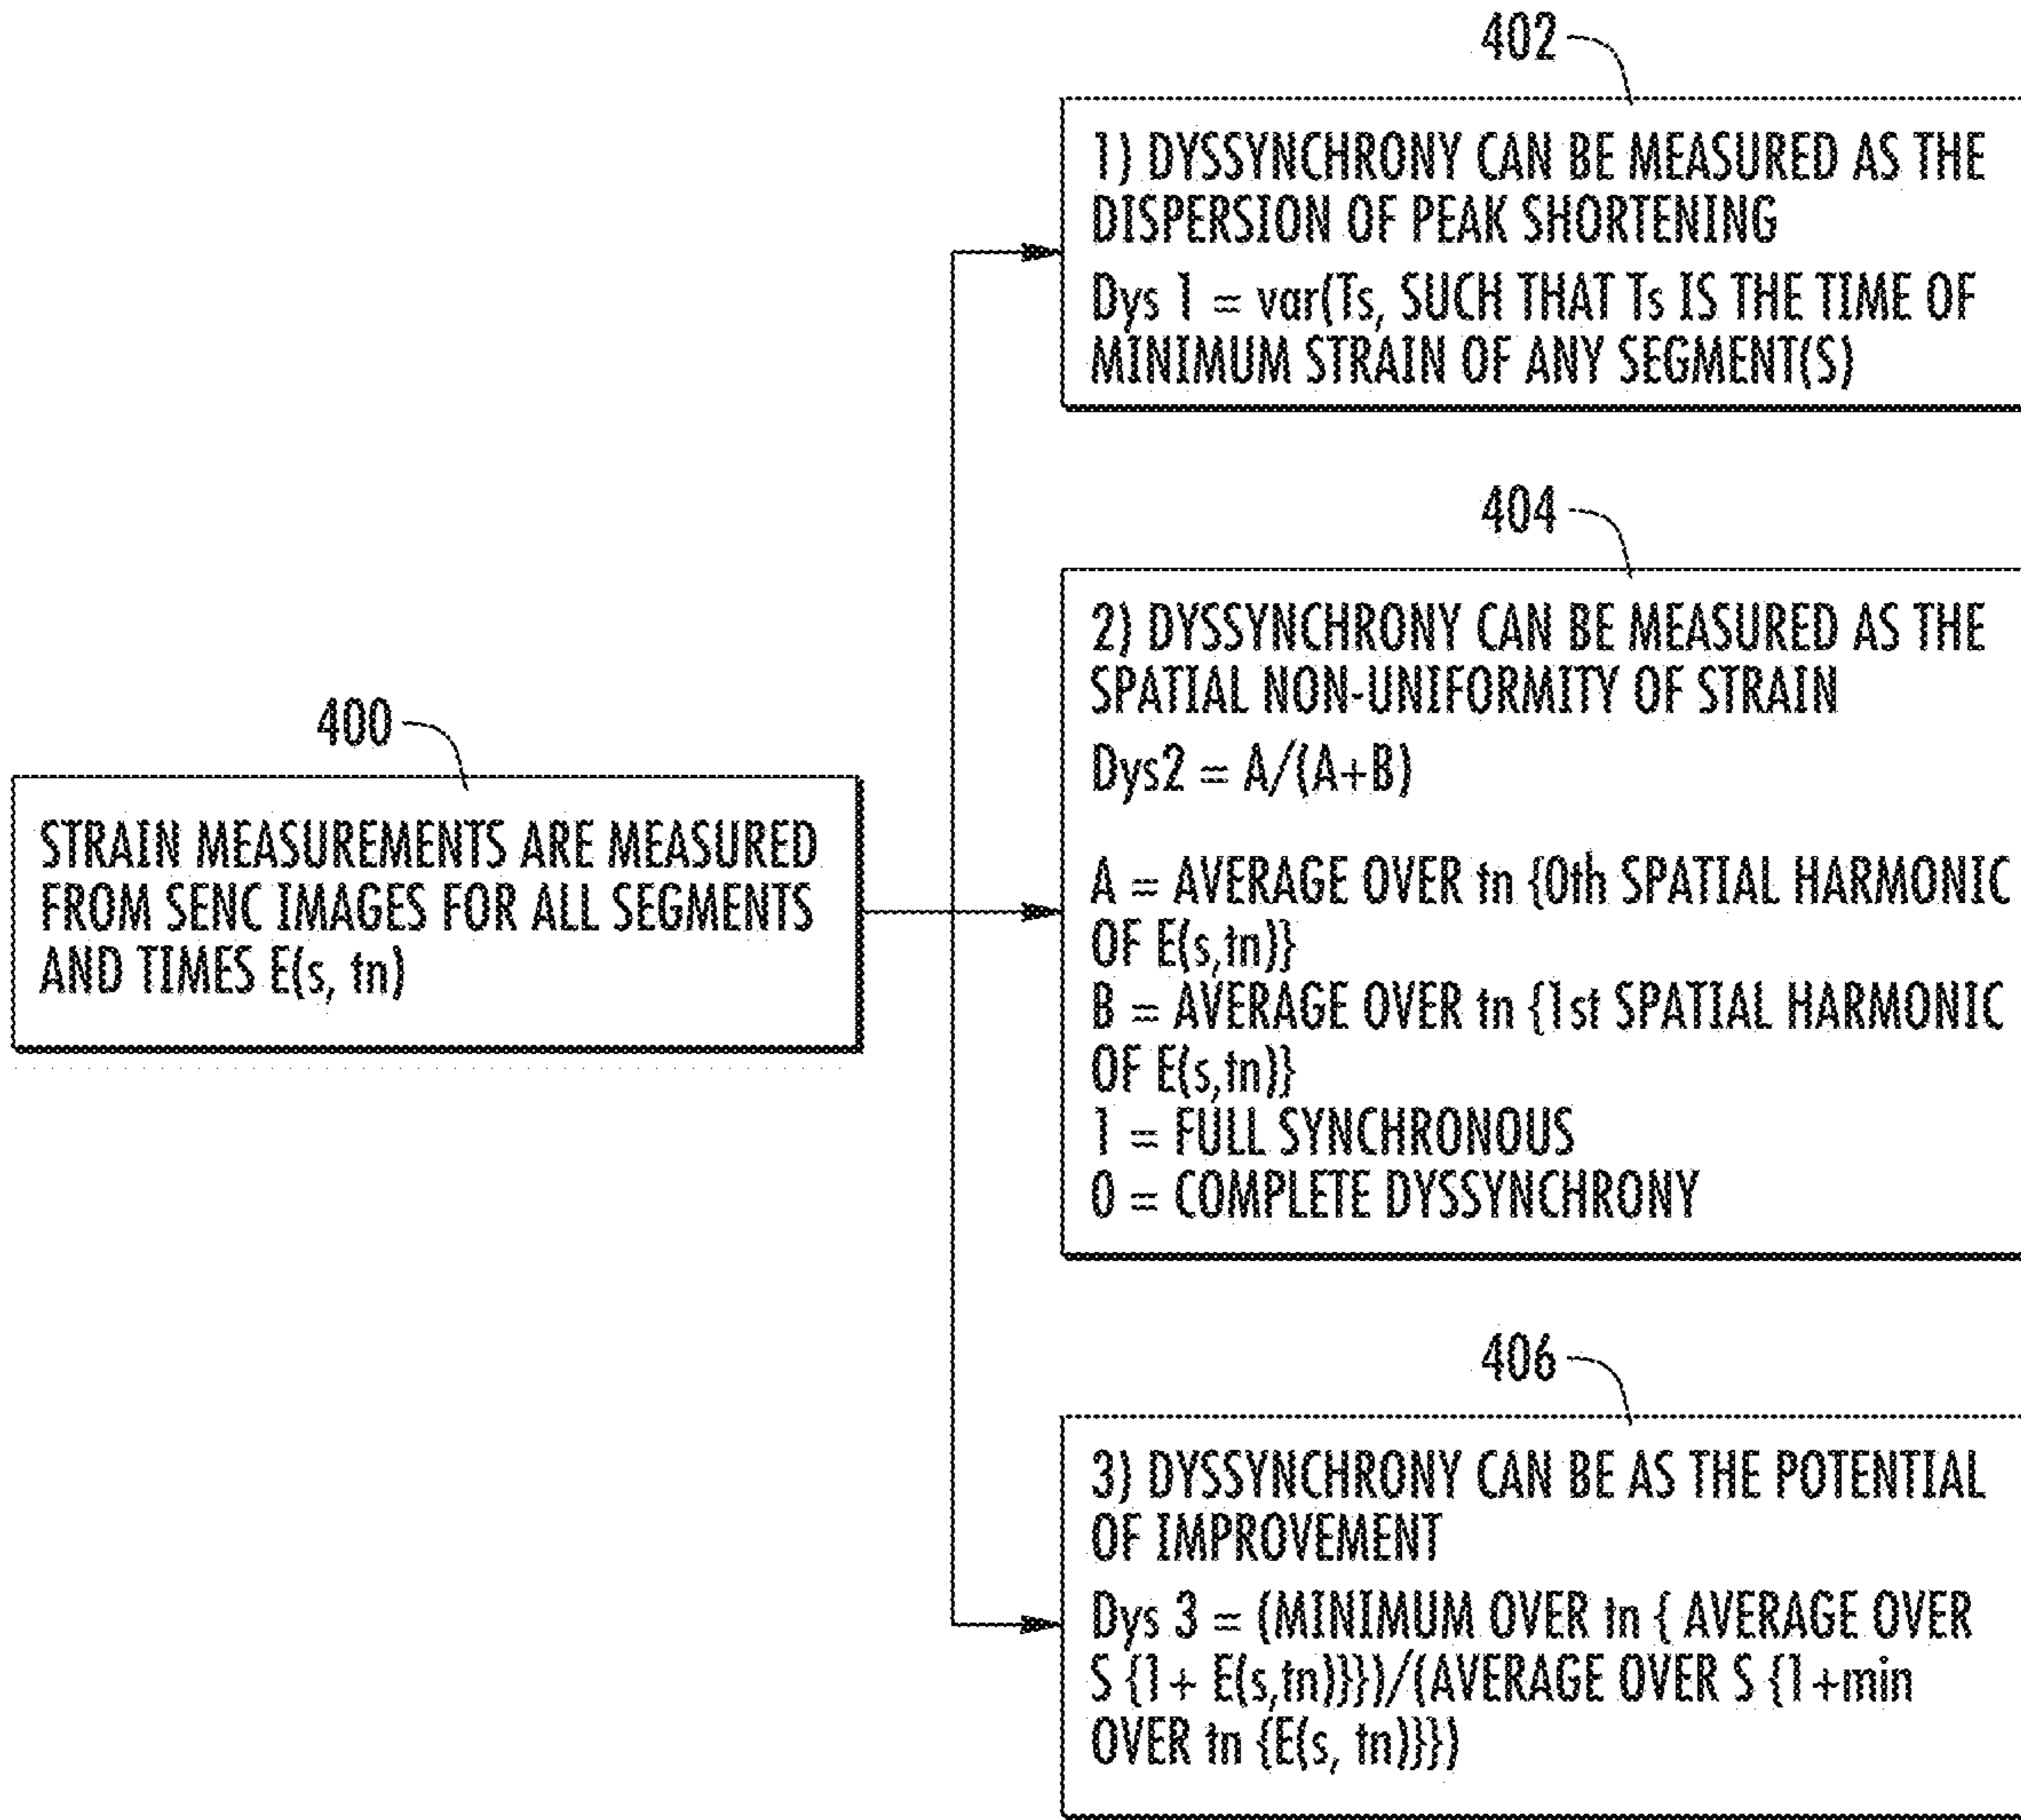 402
1) DYSSYNCHRONY CAN BE MEASURED AS THE
DISPERSION OF PEAK SHORTENING
Dys 1 = var(Ts, SUCH THAT Ts IS THE TIME OF
MINIMUM STRAIN OF ANY SEGMENT(S)
404
2) DYSSYNCHRONY CAN BE MEASURED AS THE
SPATIAL NON-UNIFORMITY OF STRAIN
Dys2 = A/(A+B)
A = AVERAGE OVER tn {0th SPATIAL HARMONIC
OF E(s,tn)}
B = AVERAGE OVER tn {1st SPATIAL HARMONIC
OF E(s,tn)}
1 = FULL SYNCHRONOUS
0 = COMPLETE DYSSYNCHRONY
400
STRAIN MEASUREMENTS ARE MEASURED
FROM SENC IMAGES FOR ALL SEGMENTS
AND TIMES E(s, tn)
406
3) DYSSYNCHRONY CAN BE AS THE POTENTIAL
OF IMPROVEMENT
Dys 3 = (MINIMUM OVER tn { AVERAGE OVER
S {1+ E(s,tn)}})/(AVERAGE OVER S {1+min
OVER tn {E(s, tn)}})